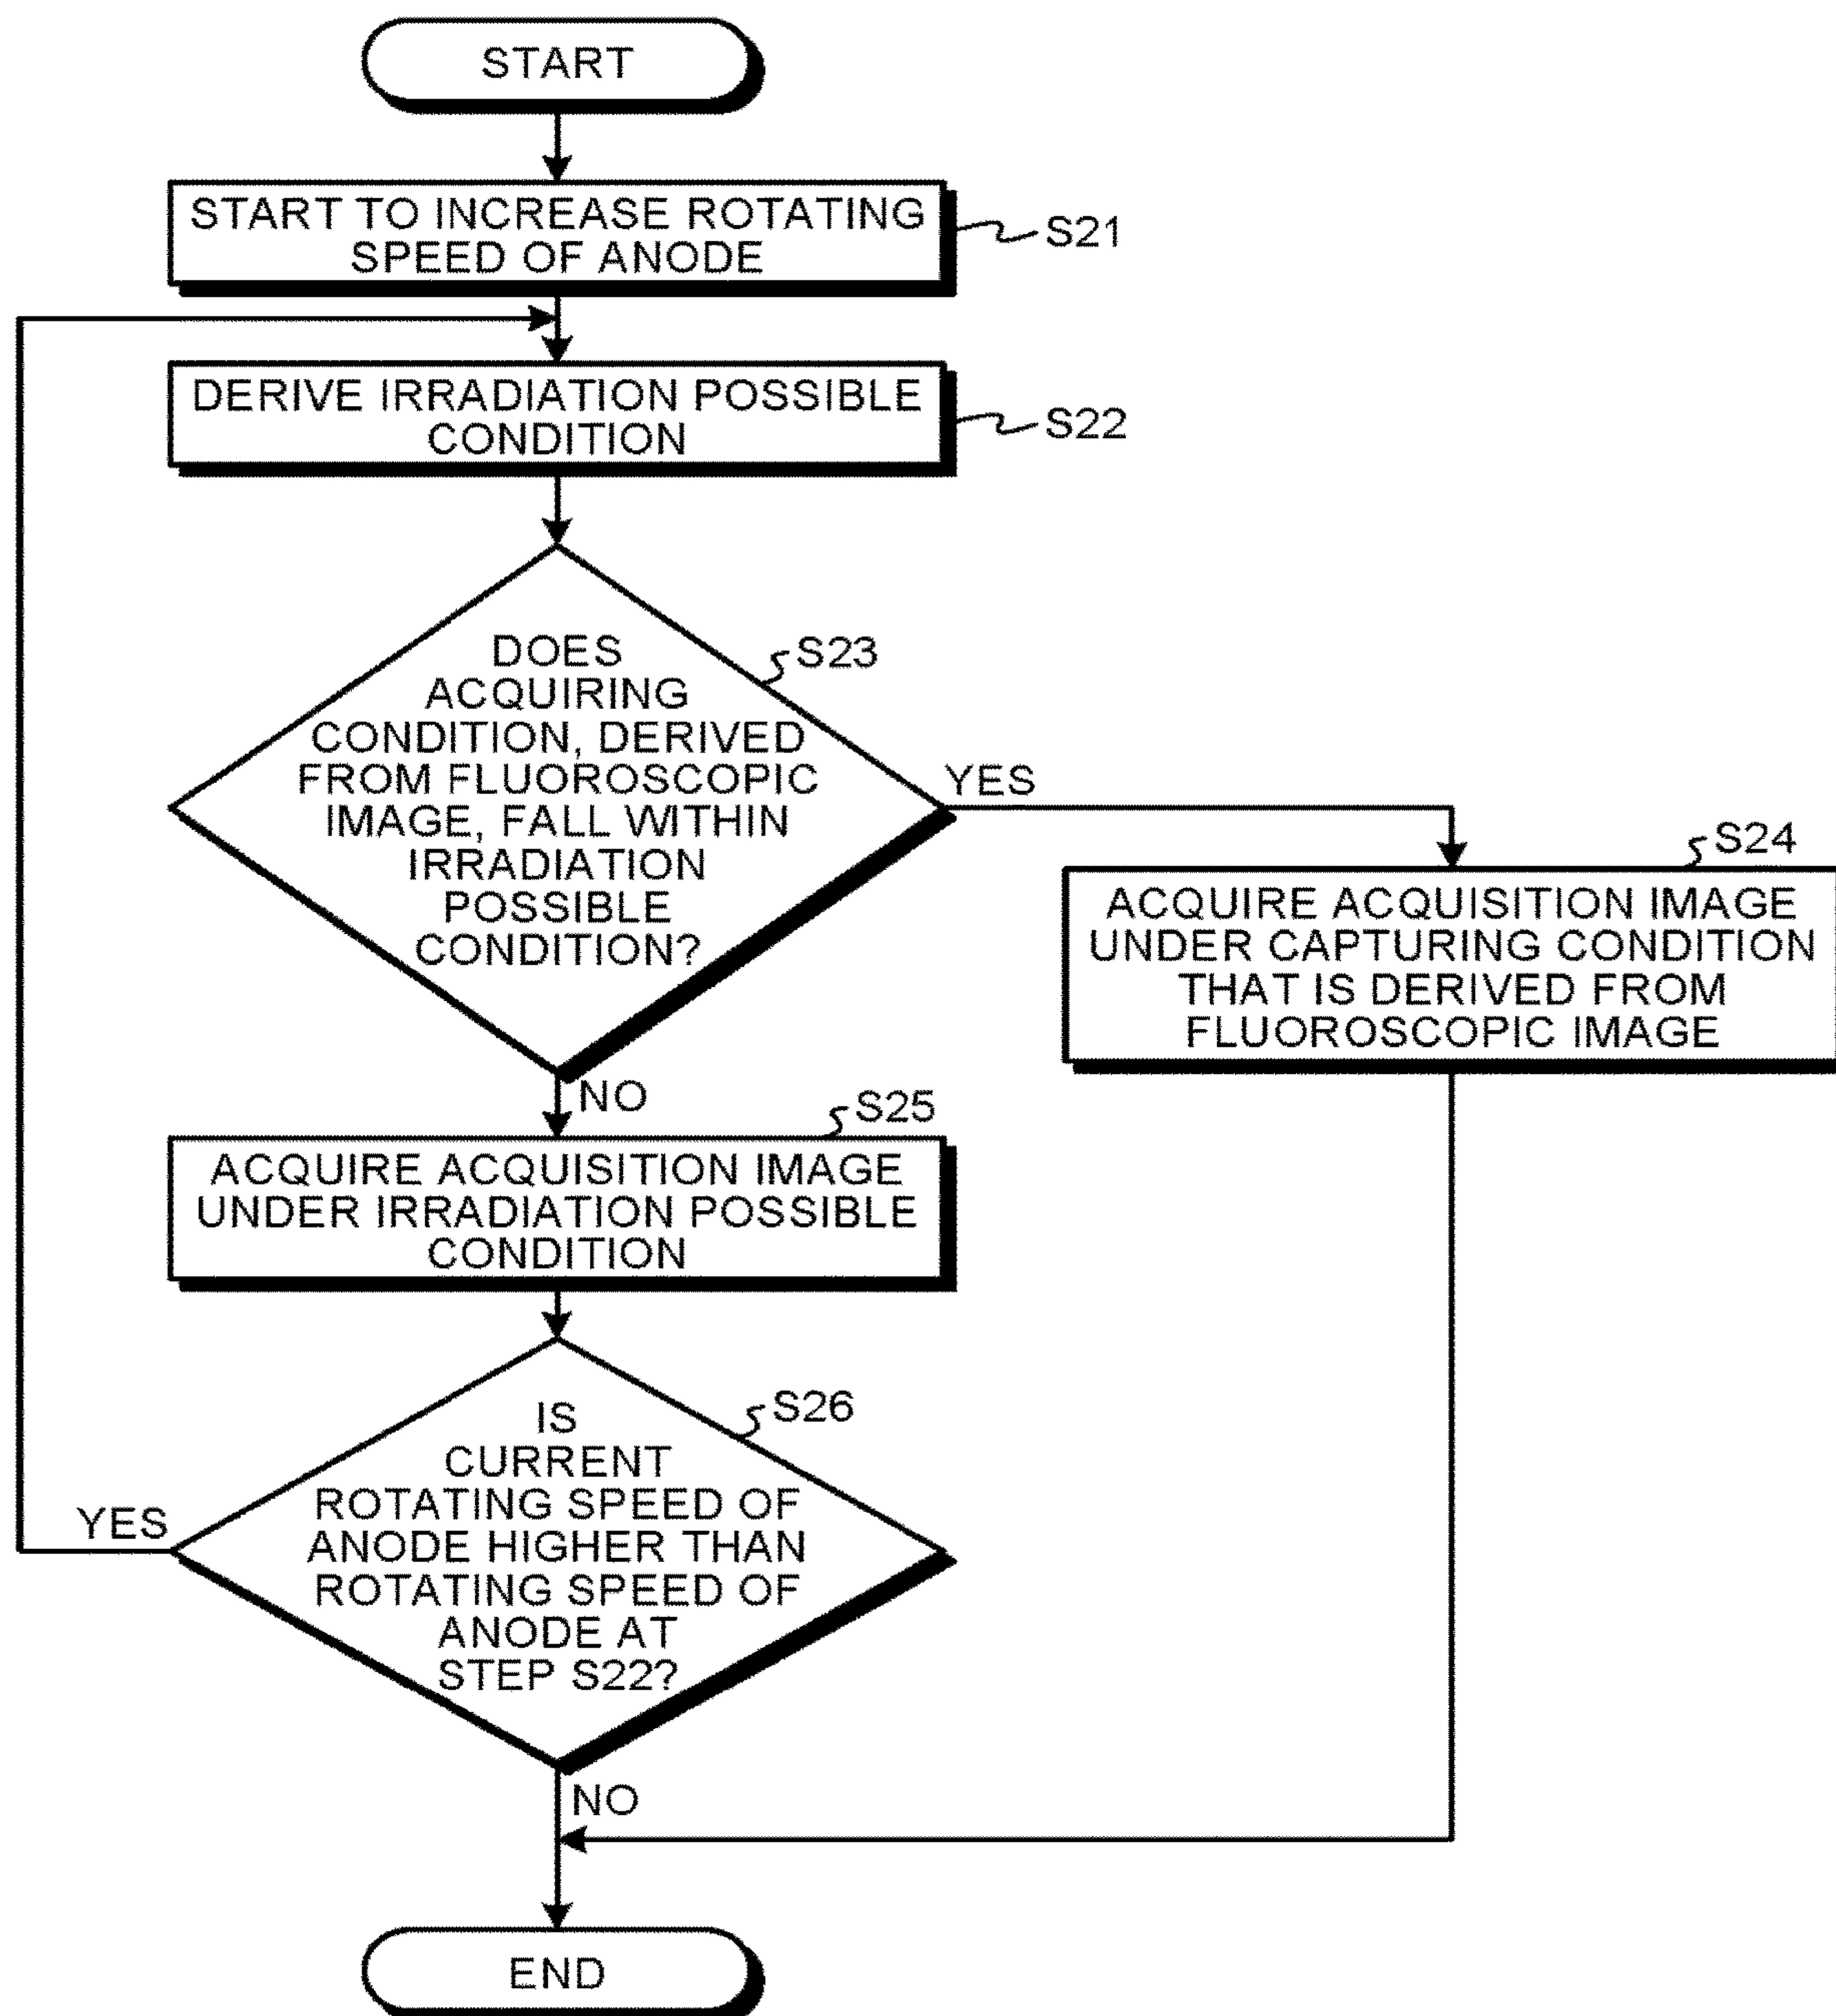 START
START TO INCREASE ROTATING
SPEED OF ANODE
S21
DERIVE IRRADIATION POSSIBLE
CONDITION
S22
DOES
ACQUIRING
CONDITION, DERIVED
FROM FLUOROSCOPIC
IMAGE, FALL WITHIN
IRRADIATION
POSSIBLE
CONDITION?
S23
YES
NO
S24
ACQUIRE ACQUISITION IMAGE
UNDER CAPTURING CONDITION
THAT IS DERIVED FROM
FLUOROSCOPIC IMAGE
S25
ACQUIRE ACQUISITION IMAGE
UNDER IRRADIATION POSSIBLE
CONDITION
S26
IS
CURRENT
ROTATING SPEED OF
ANODE HIGHER THAN
ROTATING SPEED OF
ANODE AT
STEP S22?
YES
NO
END